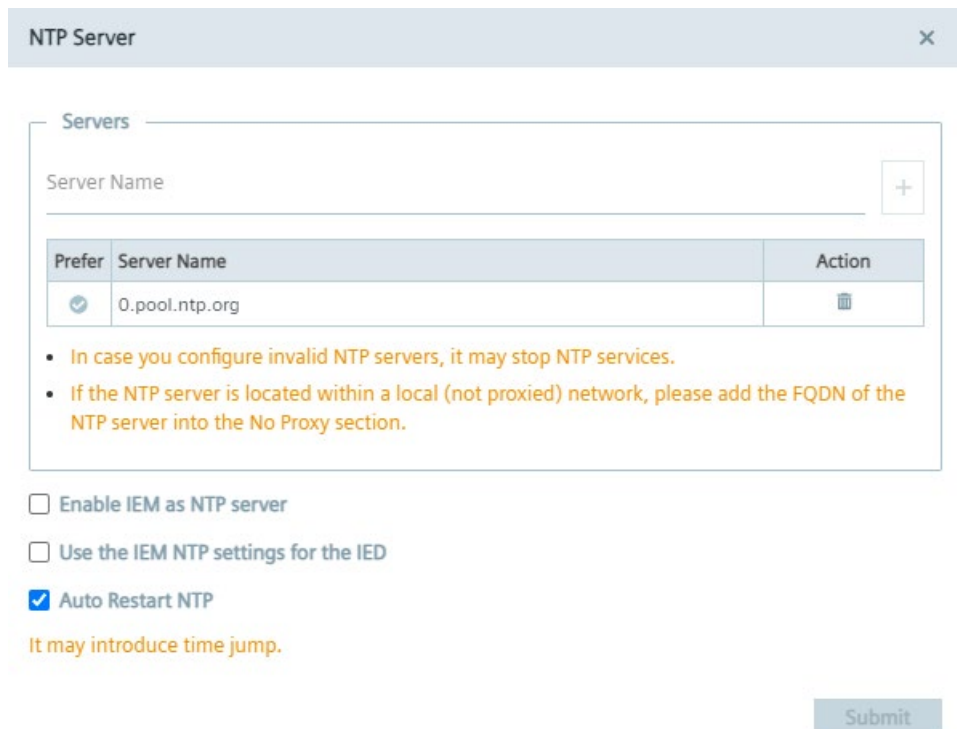 NTP Server
Servers
Server Name
Prefer Server Name Action
0.pool.ntp.org
In case you configure invalid NTP servers, it may stop NTP services.
If the NTP server is located within a local (not proxied) network, please add the FQDN of the
NTP server into the No Proxy section.
Enable IEM as NTP server
Use the IEM NTP settings for the IED
Auto Restart NTP
It may introduce time jump.
Submit